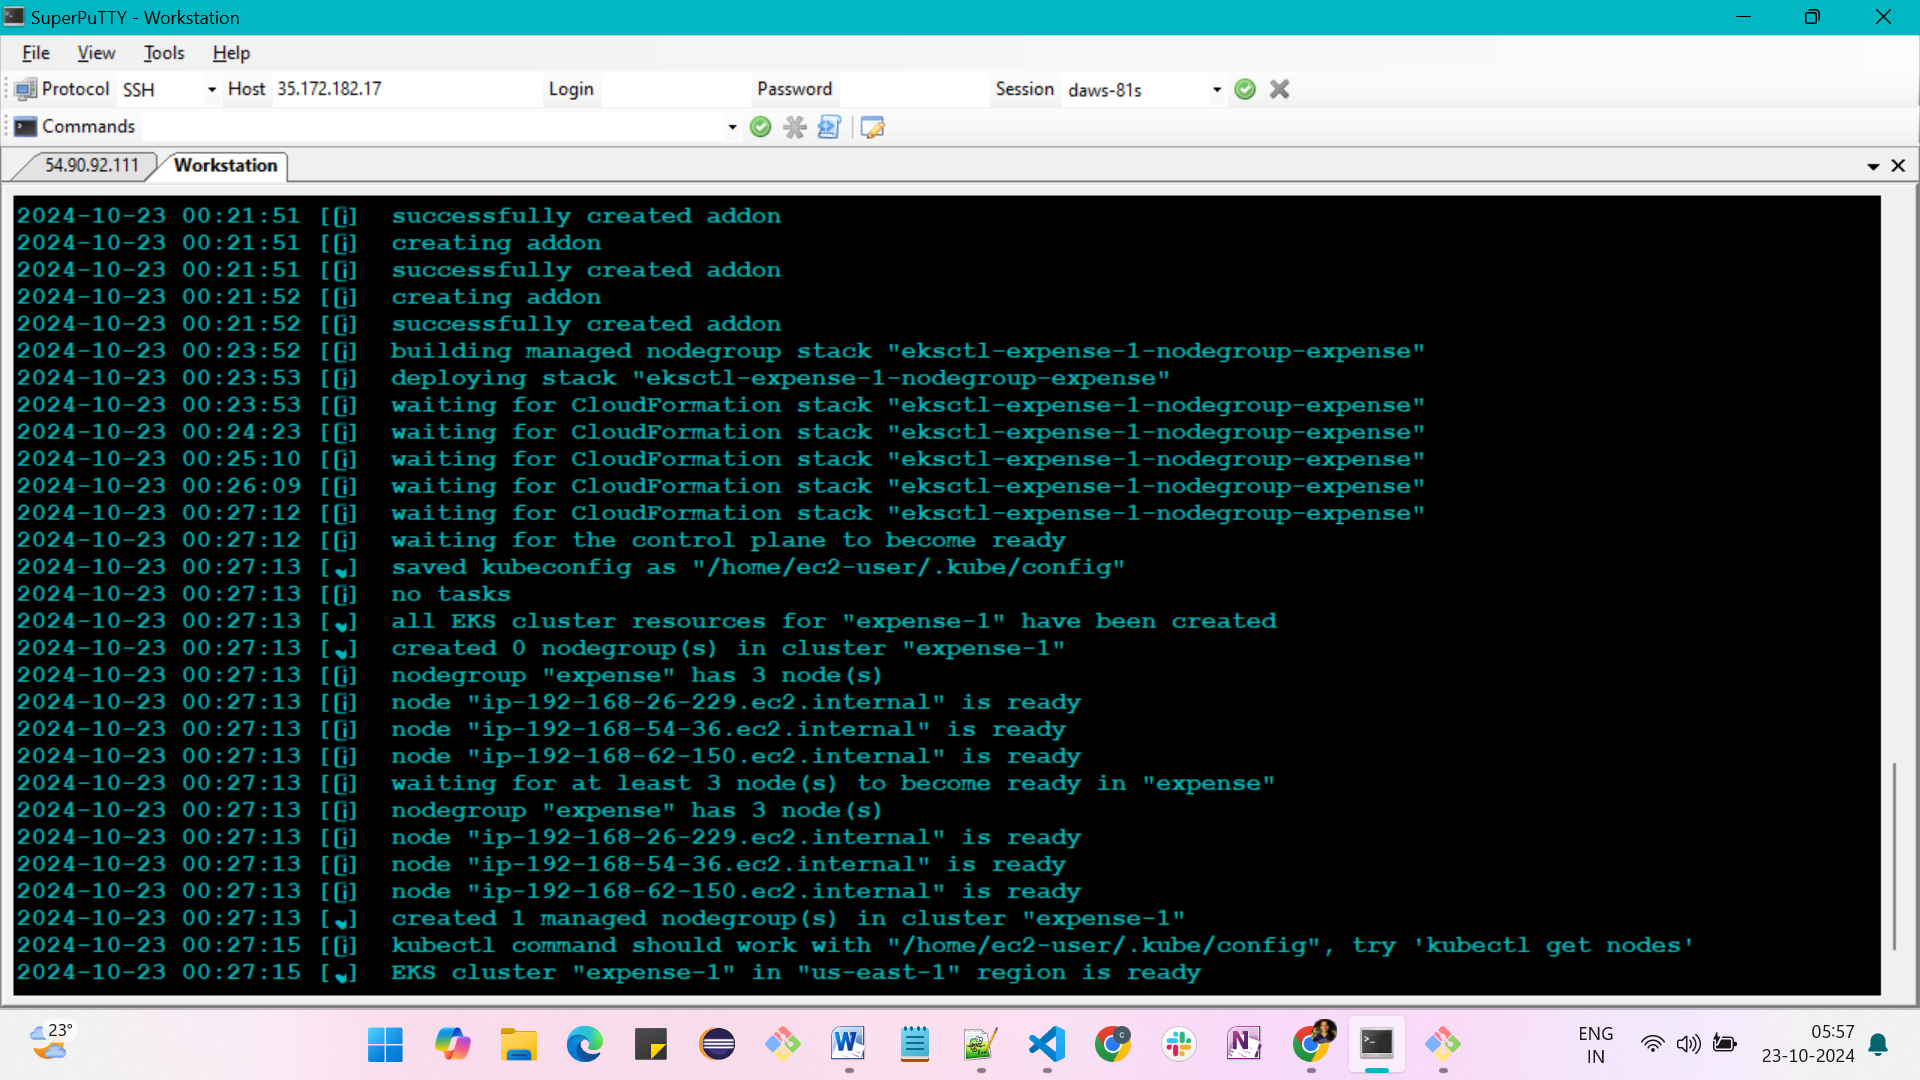 SuperPuTTY - Workstation
File View Tools Help
Protocol SSH Host 35.172.182.17 Login Password Session daws-81s
Commands
54.90.92.111 Workstation
2024-10-23 00:21:51 [i] successfully created addon
2024-10-23 00:21:51 [i] creating addon
2024-10-23 00:21:51 [i] successfully created addon
2024-10-23 00:21:52 [i] creating addon
2024-10-23 00:21:52 [i] successfully created addon
2024-10-23 00:23:52 [i] building managed nodegroup stack "eksctl-expense-1-nodegroup-expense"
2024-10-23 00:23:53 [i] deploying stack "eksctl-expense-1-nodegroup-expense"
2024-10-23 00:23:53 [i] waiting for CloudFormation stack "eksctl-expense-1-nodegroup-expense"
2024-10-23 00:24:23 [i] waiting for CloudFormation stack "eksctl-expense-1-nodegroup-expense"
2024-10-23 00:25:10 [i] waiting for CloudFormation stack "eksctl-expense-1-nodegroup-expense"
2024-10-23 00:26:09 [i] waiting for CloudFormation stack "eksctl-expense-1-nodegroup-expense"
2024-10-23 00:27:12 [i] waiting for CloudFormation stack "eksctl-expense-1-nodegroup-expense"
2024-10-23 00:27:12 [i] waiting for the control plane to become ready
2024-10-23 00:27:13 [✔] saved kubeconfig as "/home/ec2-user/.kube/config"
2024-10-23 00:27:13 [i] no tasks
2024-10-23 00:27:13 [✔] all EKS cluster resources for "expense-1" have been created
2024-10-23 00:27:13 [✔] created 0 nodegroup(s) in cluster "expense-1"
2024-10-23 00:27:13 [i] nodegroup "expense" has 3 node(s)
2024-10-23 00:27:13 [i] node "ip-192-168-26-229.ec2.internal" is ready
2024-10-23 00:27:13 [i] node "ip-192-168-54-36.ec2.internal" is ready
2024-10-23 00:27:13 [i] node "ip-192-168-62-150.ec2.internal" is ready
2024-10-23 00:27:13 [i] waiting for at least 3 node(s) to become ready in "expense"
2024-10-23 00:27:13 [i] nodegroup "expense" has 3 node(s)
2024-10-23 00:27:13 [i] node "ip-192-168-26-229.ec2.internal" is ready
2024-10-23 00:27:13 [i] node "ip-192-168-54-36.ec2.internal" is ready
2024-10-23 00:27:13 [i] node "ip-192-168-62-150.ec2.internal" is ready
2024-10-23 00:27:13 [✔] created 1 managed nodegroup(s) in cluster "expense-1"
2024-10-23 00:27:15 [i] kubectl command should work with "/home/ec2-user/.kube/config", try 'kubectl get nodes'
2024-10-23 00:27:15 [✔] EKS cluster "expense-1" in "us-east-1" region is ready
23°
ENG
IN
05:57
23-10-2024